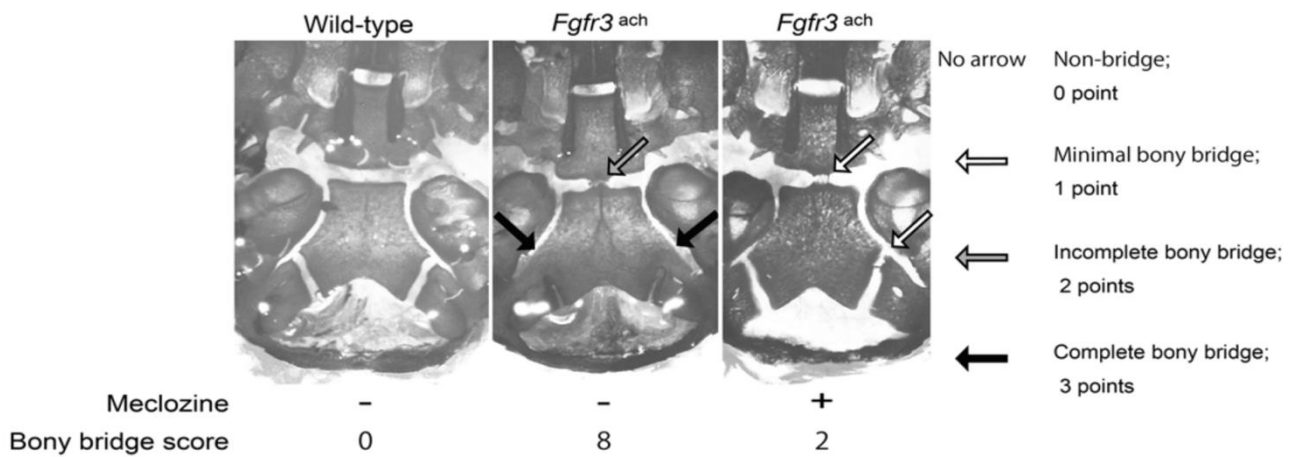 Wild-type
Fgfr3 ach
Fgfr3 ach
No arrow
Non-bridge;
0 point
Minimal bony bridge;
1 point
Incomplete bony bridge;
2 points
Complete bony bridge;
3 points
Meclozine - - +
Bony bridge score 0 8 2